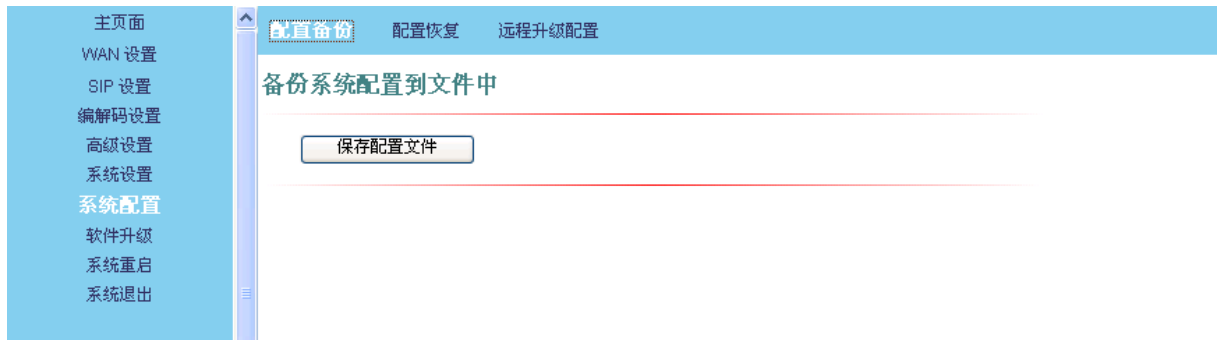 主页面
WAN 设置
SIP 设置
编解码设置
高级设置
系统设置
系统配置
软件升级
系统重启
系统退出
配置备份 配置恢复 远程升级配置
备份系统配置到文件中
保存配置文件